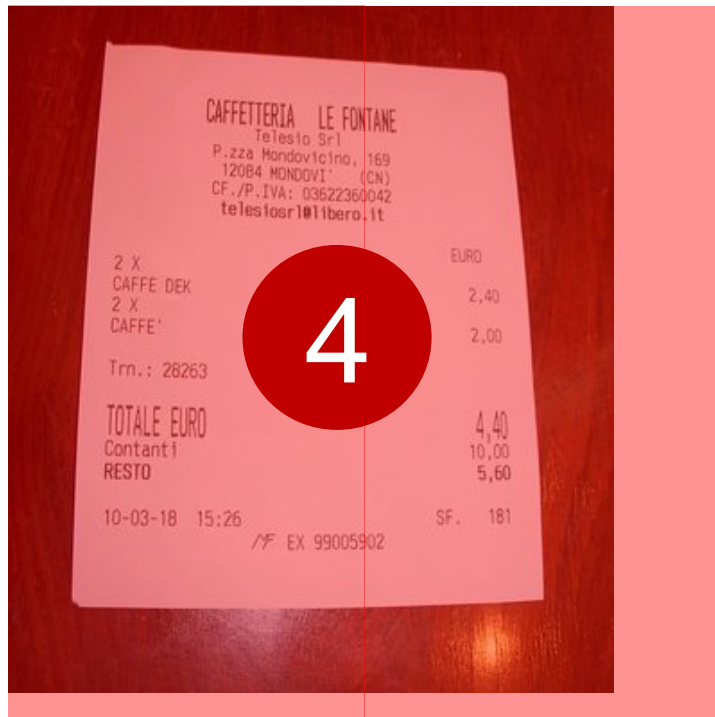 CAFFETTERIA LE FONTANE
Telesio Srl
P.zza Mondovicino, 169
12084 MONDOVI' (CN)
CF./P.IVA: 03622360042
telesiosrl@libero.it
EURO
2 X
CAFFE DEK 2,40
2 X
CAFFE' 2,00
4
Trn.: 28263
TOTALE EURO 4,40
Contanti 10,00
RESTO 5,60
10-03-18 15:26 SF. 181
EX 99005902